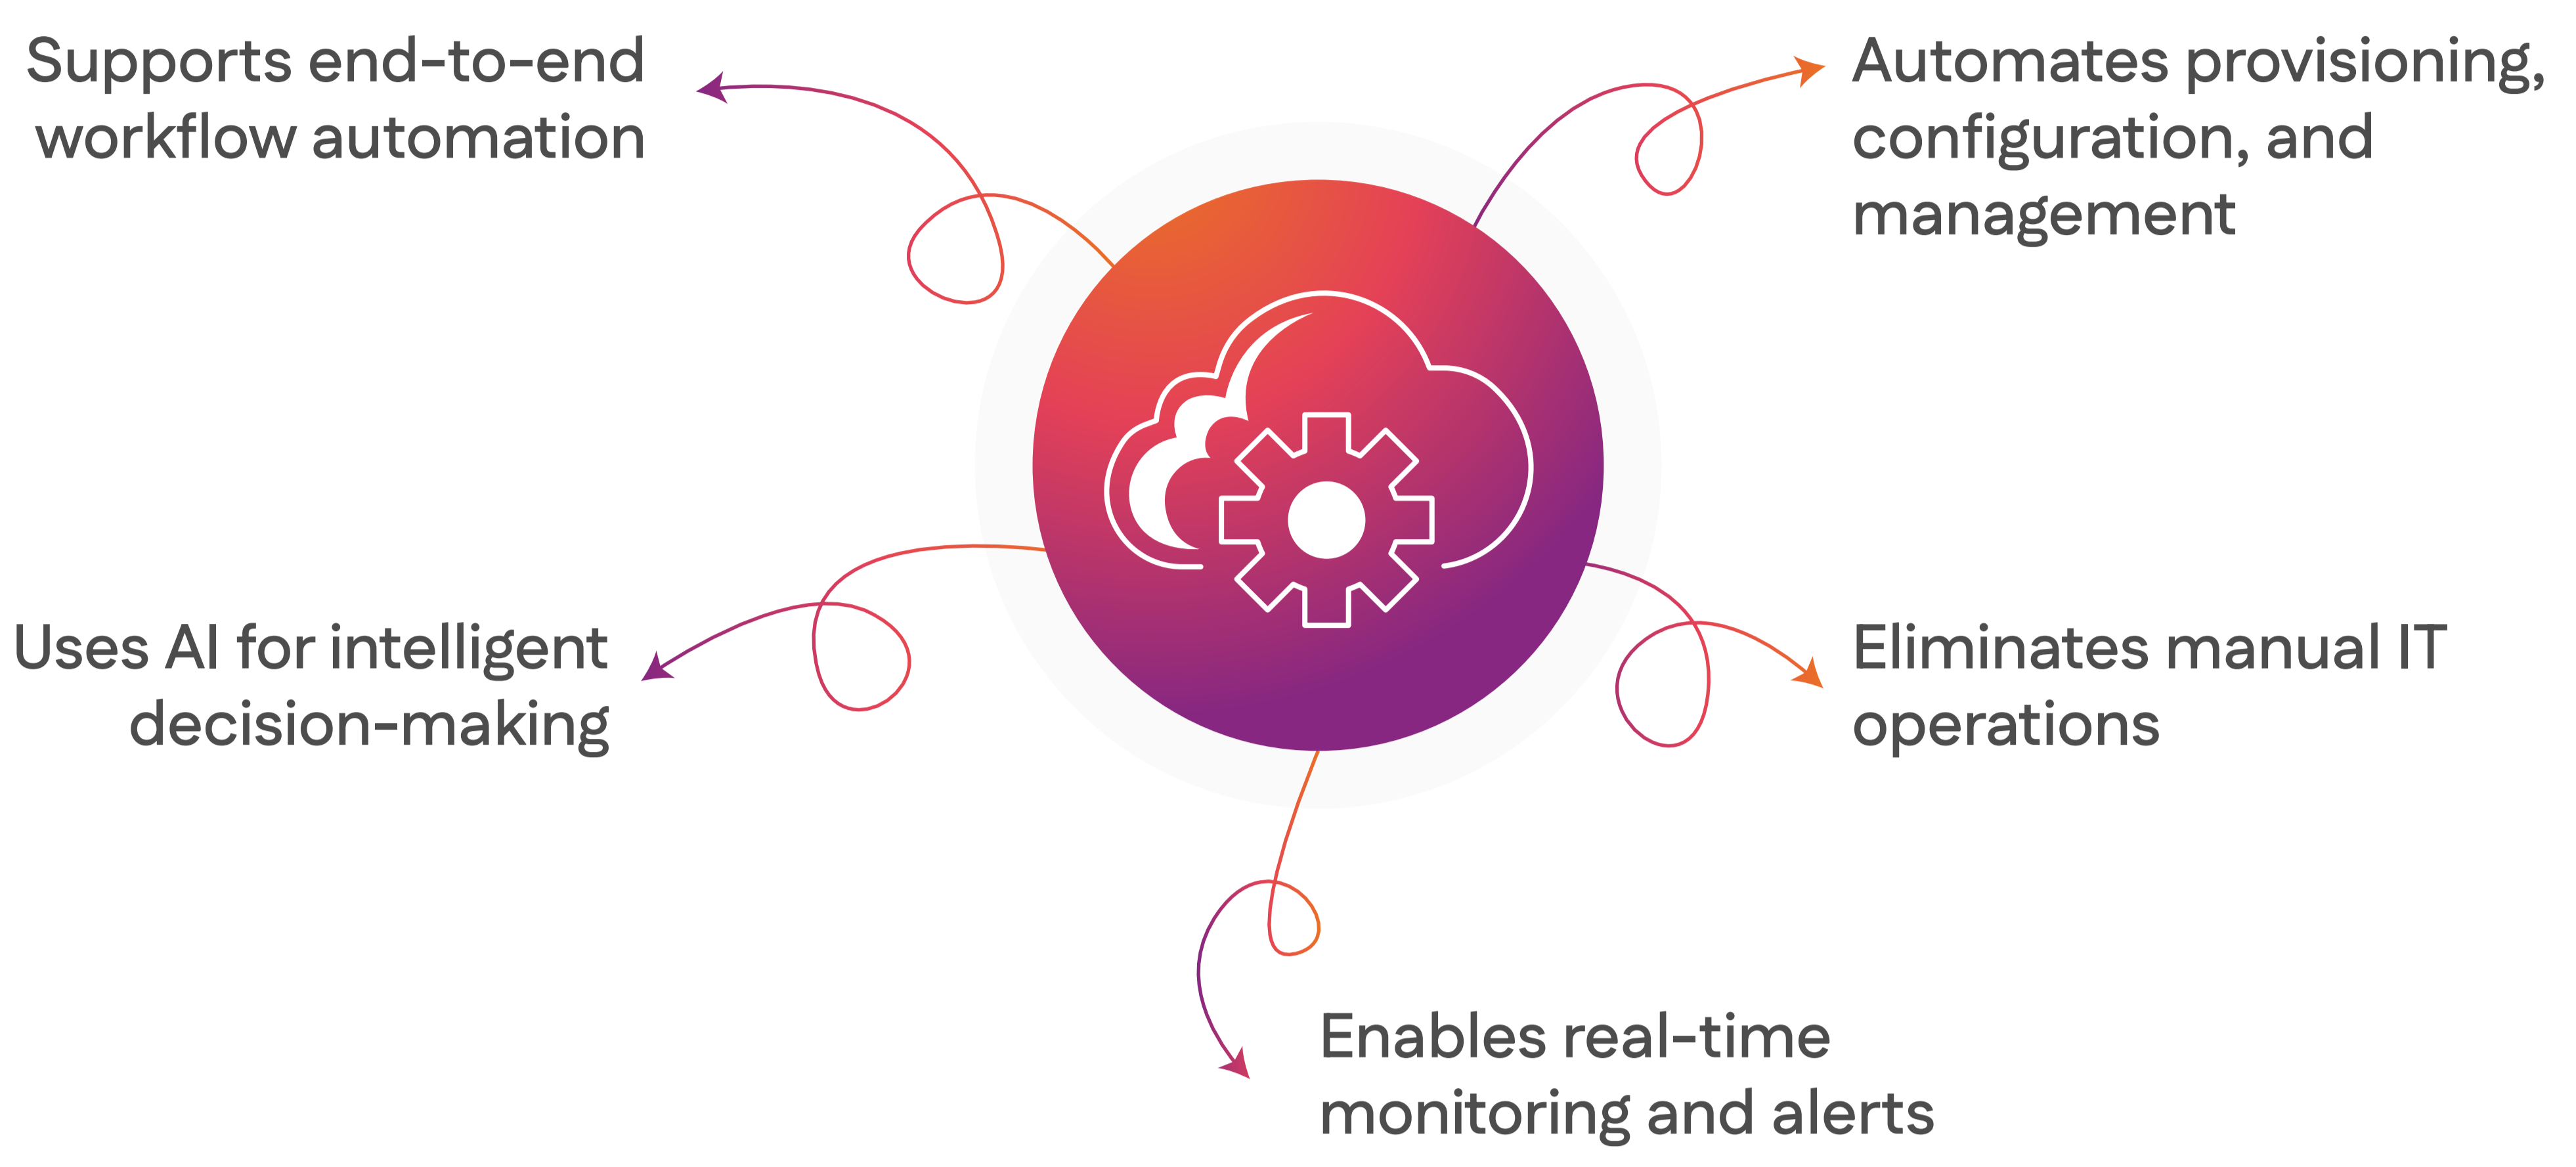 Supports end-to-end
workflow automation
Automates provisioning,
configuration, and
management
Uses AI for intelligent
decision-making
Eliminates manual IT
operations
Enables real-time
monitoring and alerts